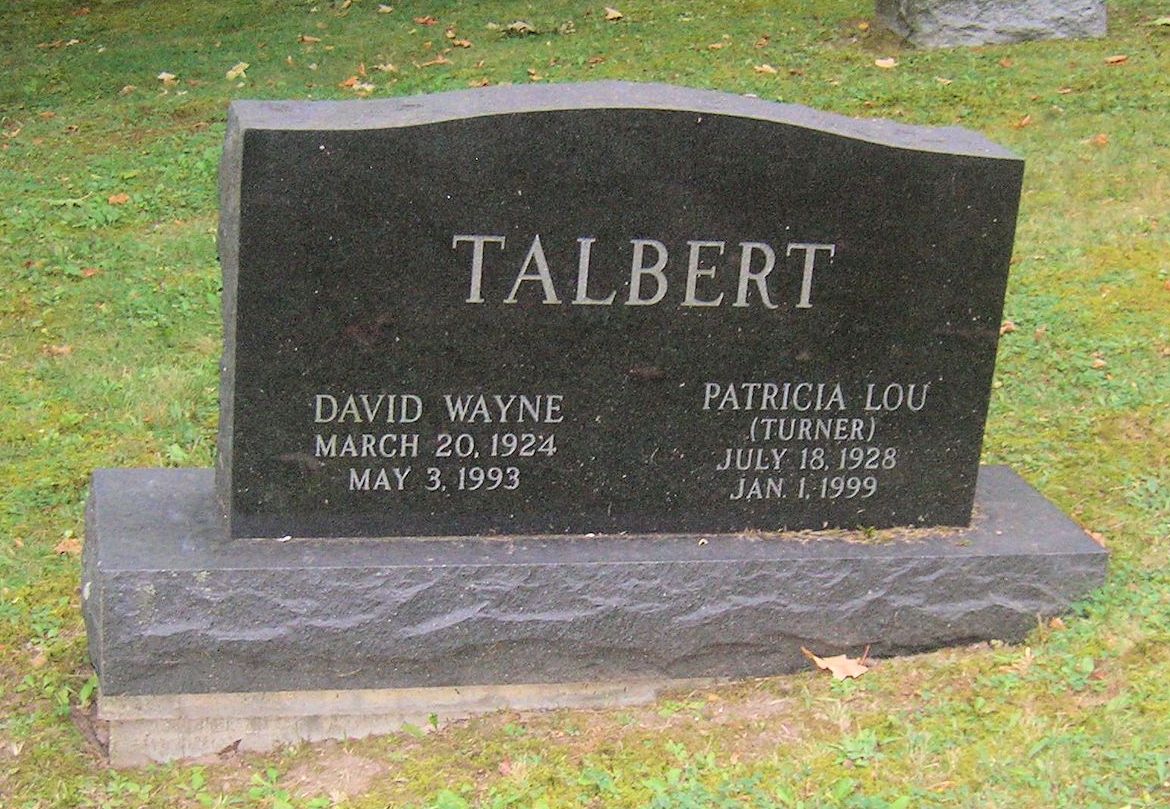 TALBERT
DAVID WAYNE
MARCH 20, 1924
MAY 3, 1993
PATRICIA LOU
(TURNER)
JULY 18, 1928
JAN. 1, 1999